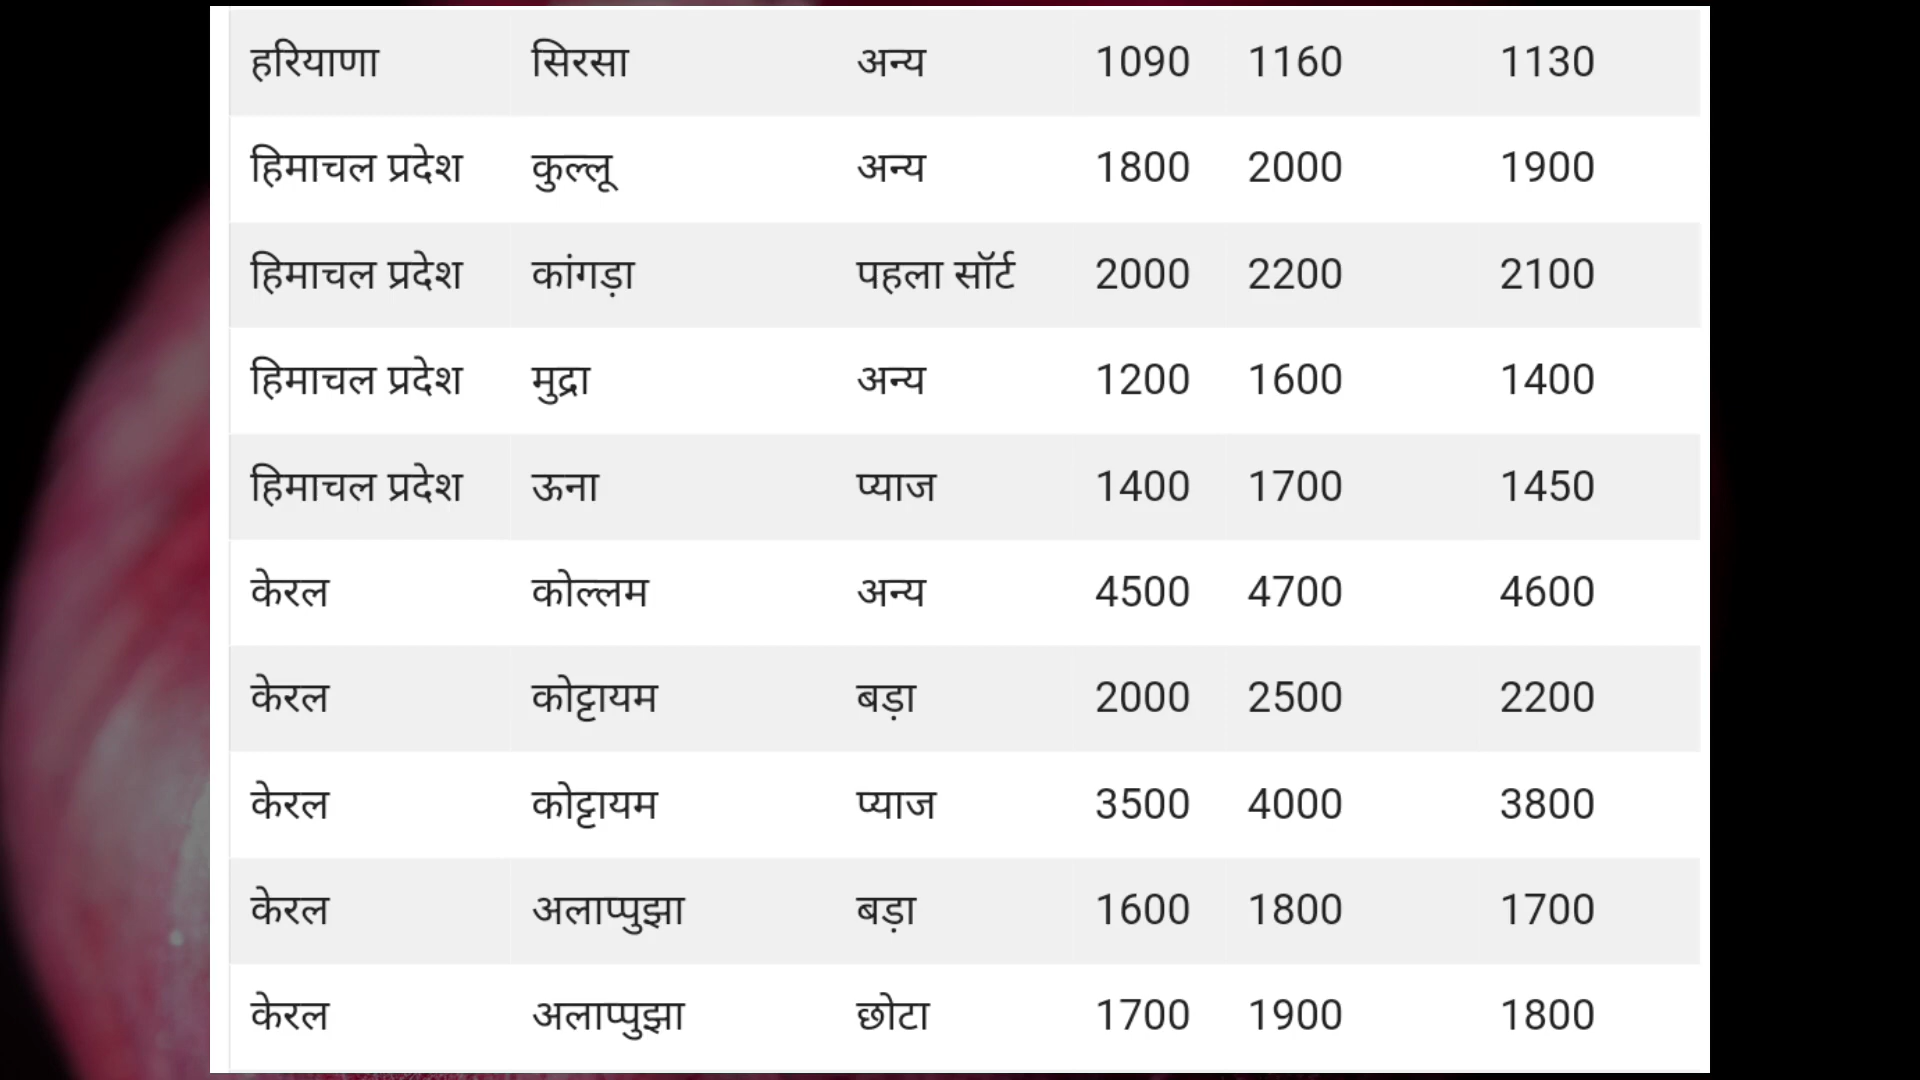 हरियाणा सिरसा अन्य 1090 1160 1130
हिमाचल प्रदेश कुल्लू अन्य 1800 2000 1900
हिमाचल प्रदेश कांगड़ा पहला सॉर्ट 2000 2200 2100
हिमाचल प्रदेश मुद्रा अन्य 1200 1600 1400
हिमाचल प्रदेश ऊना प्याज 1400 1700 1450
केरल कोल्लम अन्य 4500 4700 4600
केरल कोट्टायम बड़ा 2000 2500 2200
केरल कोट्टायम प्याज 3500 4000 3800
केरल अलाप्पुझा बड़ा 1600 1800 1700
केरल अलाप्पुझा छोटा 1700 1900 1800